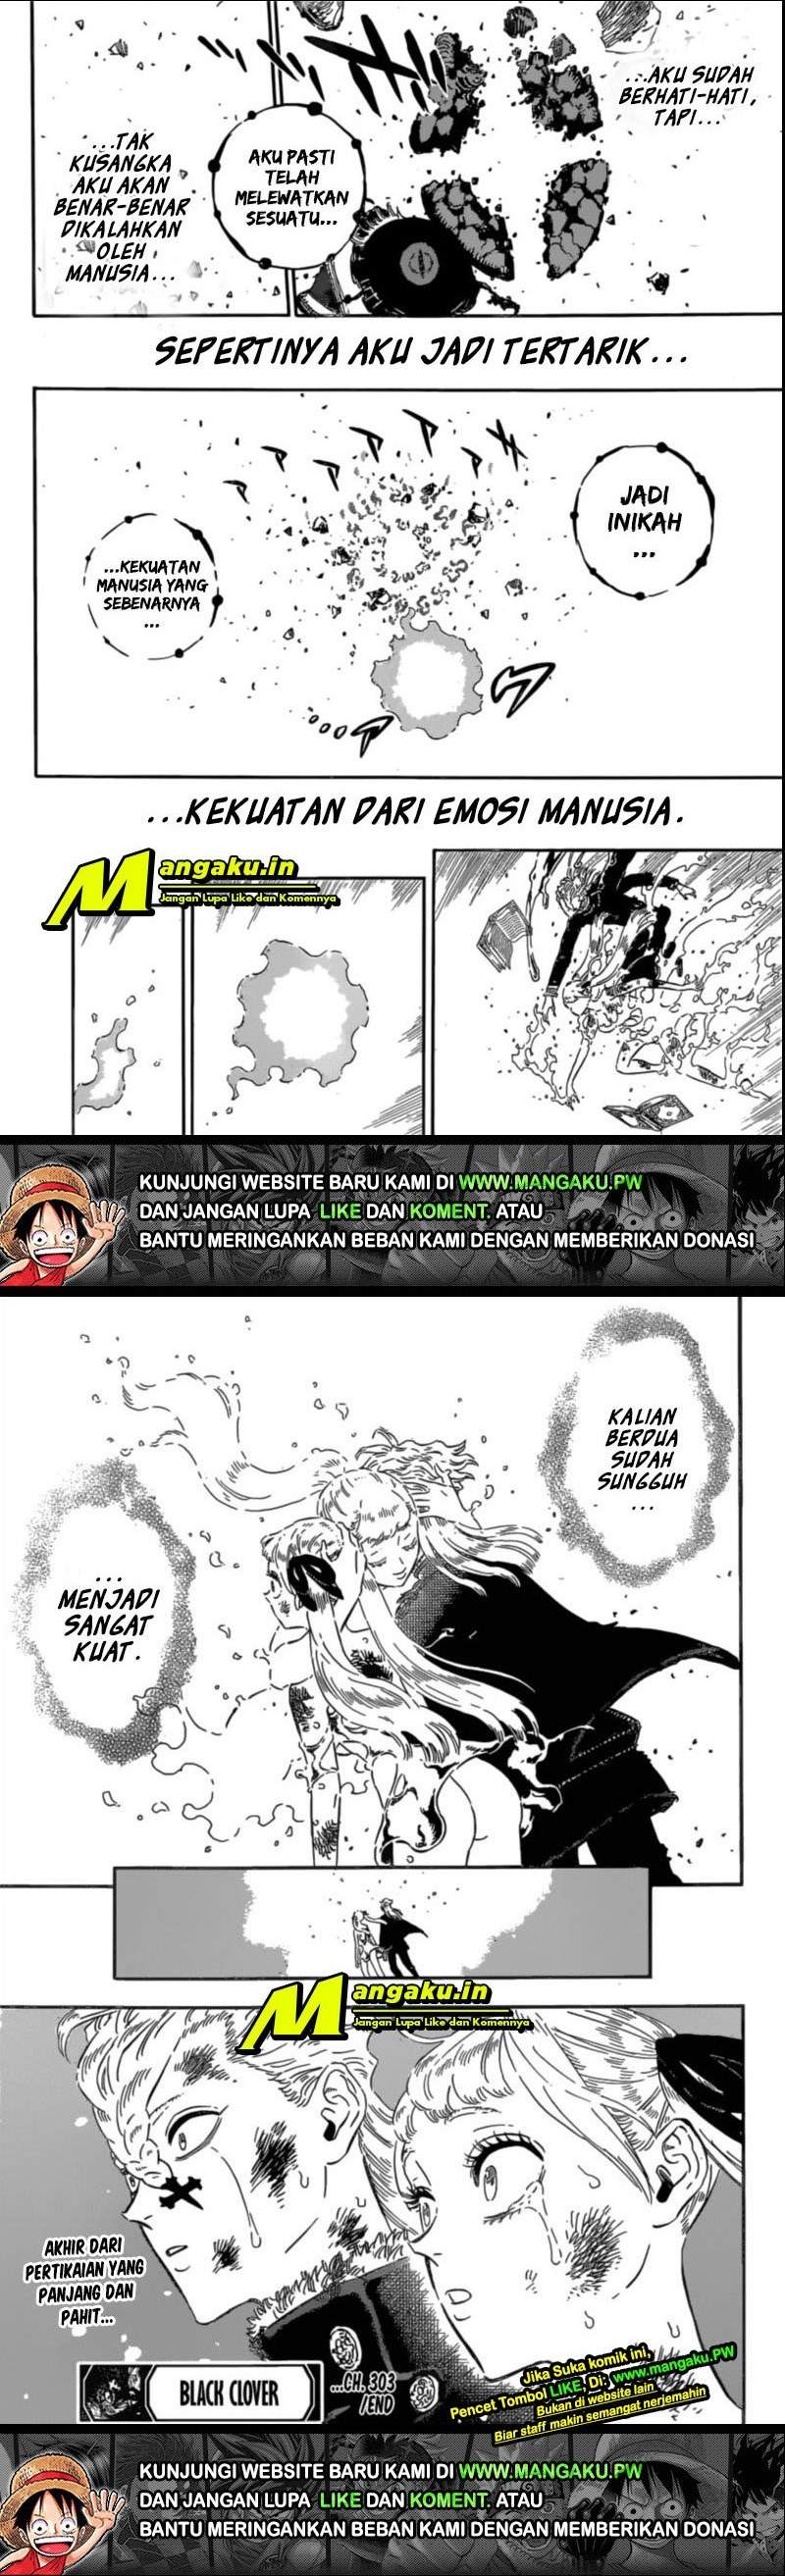 ...AKU SUDAH
BERHATI-HATI,
TAPI...
AKU PASTI
TELAH
MELEWATKAN
SESUATU...
...TAK
KUSANGKA
AKU AKAN
BENAR-BENAR
DIKALAHKAN
OLEH
MANUSIA...
SEPERTINYA AKU JADI TERTARIK...
JADI
INIKAH
...
...KEKUATAN
MANUSIA YANG
SEBENARNYA
...
...KEKUATAN DARI EMOSI MANUSIA.
Mangaku.in
Jangan Lupa Like dan Komennya
KUNJUNGI WEBSITE BARU KAMI DI WWW.MANGAKU.PW
DAN JANGAN LUPA LIKE DAN KOMENT. ATAU
BANTU MERINGANKAN BEBAN KAMI DENGAN MEMBERIKAN DONASI
KALIAN
BERDUA
SUDAH
SUNGGUH
...
...
MENJADI
SANGAT
KUAT.
Mangaku.in
Jangan Lupa Like dan Komennya
AKHIR DARI
PERTIKAIAN YANG
PANJANG DAN
PAHIT...
BLACK CLOVER
...CH. 303
/END
Jika Suka komik ini,
Pencet Tombol LIKE, Di: www.mangaku.PW
Bukan di website lain
Biar staff makin semangat nerjemahin
KUNJUNGI WEBSITE BARU KAMI DI WWW.MANGAKU.PW
DAN JANGAN LUPA LIKE DAN KOMENT. ATAU
BANTU MERINGANKAN BEBAN KAMI DENGAN MEMBERIKAN DONASI